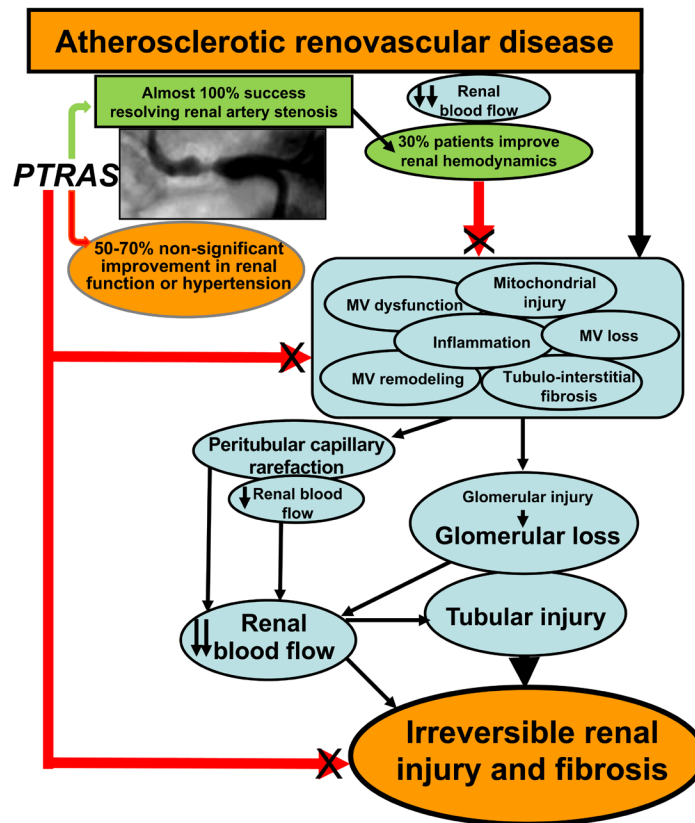 Atherosclerotic renovascular disease
Almost 100% success
resolving renal artery stenosis
Renal
blood flow
30% patients improve
renal hemodynamics
PTRAS
50-70% non-significant
improvement in renal
function or hypertension
Mitochondrial
injury
MV dysfunction
Inflammation
MV loss
MV remodeling
Tubulo-interstitial
fibrosis
Peritubular capillary
rarefaction
Renal blood
flow
Glomerular injury
Glomerular loss
Renal
blood flow
Tubular injury
Irreversible renal
injury and fibrosis